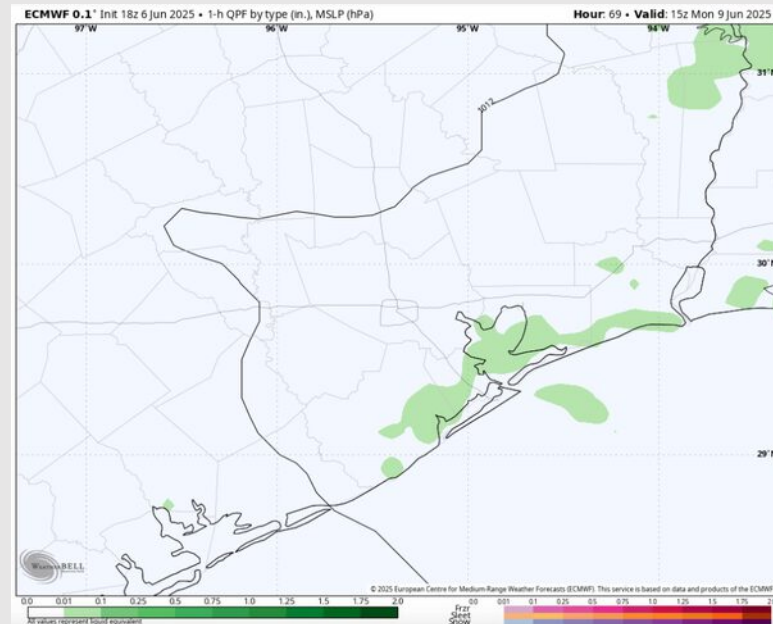 ECMWF 0.1° Init 18z 6 Jun 2025 • 1-h QPF by type (in.), MSLP (hPa) Hour: 69 • Valid: 15z Mon 9 Jun 2025
97°W 96°W 95°W 94°W
31°N
1012
30°N
29°N
WEATHERBELL
© 2025 European Centre for Medium-Range Weather Forecasts (ECMWF). This service is based on data and products of the ECMWF
0.0 0.01 0.1 0.25 0.5 0.75 1.0 1.25 1.5 1.75 2.0
0.0 0.01 0.1 0.25 0.5 0.75 1.0 1.25 1.5 1.75
Frzr
Sleet
Snow
All values represent liquid equivalent